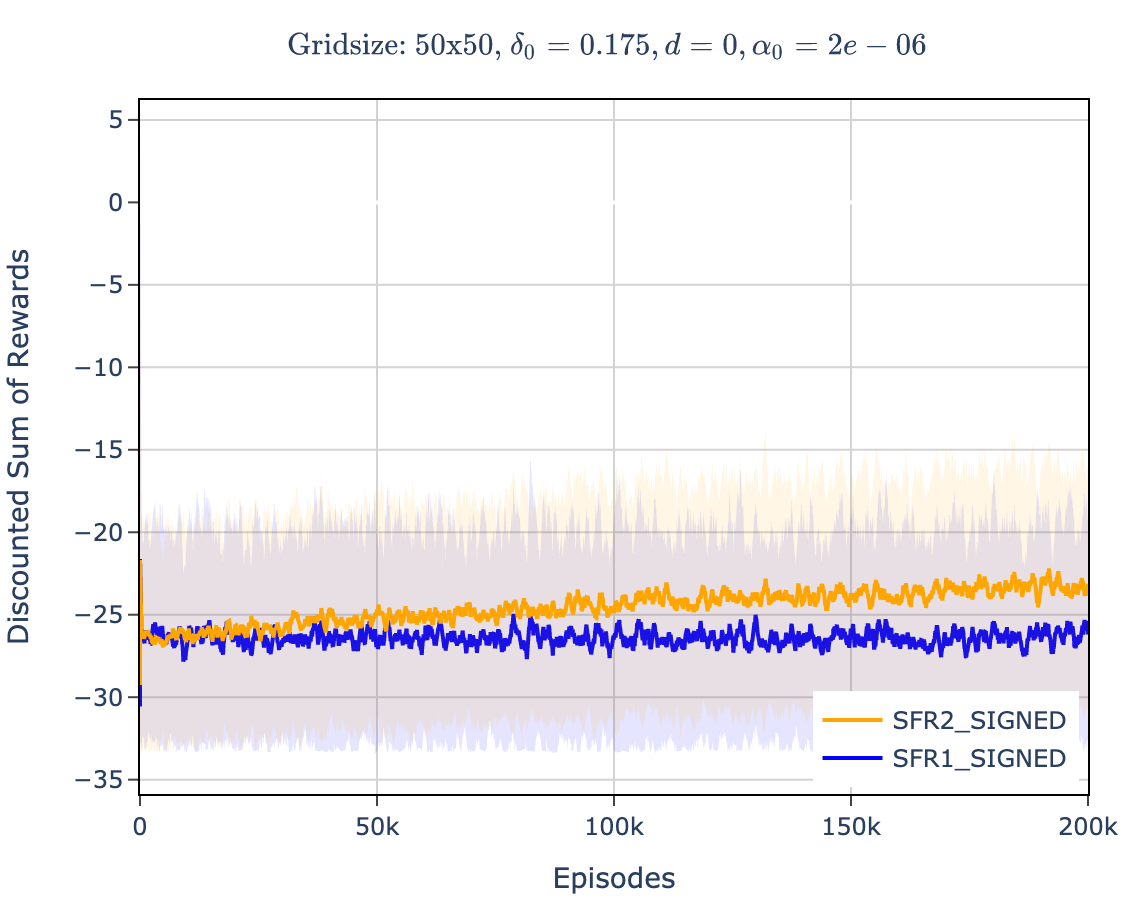 Gridsize: 50x50, δ₀ = 0.175, d = 0, α₀ = 2e − 06
Discounted Sum of Rewards
5
0
−5
−10
−15
−20
−25
−30
−35
SFR2_SIGNED
SFR1_SIGNED
0 50k 100k 150k 200k
Episodes